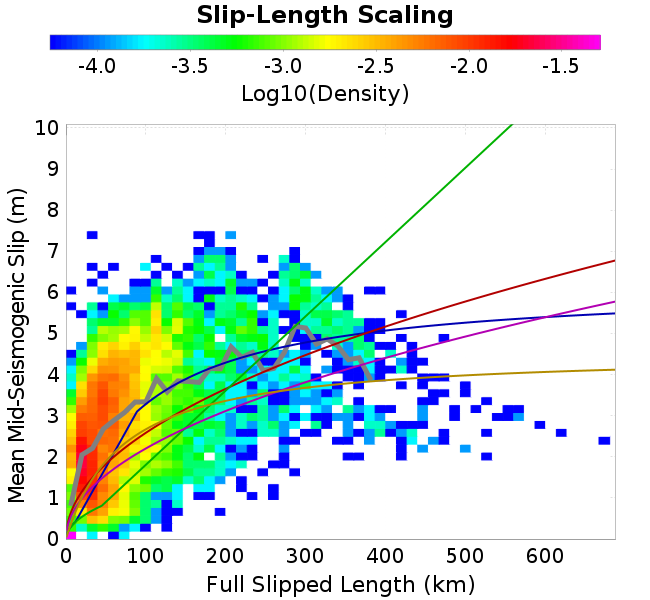 Slip-Length Scaling
-4.0 -3.5 -3.0 -2.5 -2.0 -1.5
Log10(Density)
10
9
8
7
6
5
4
3
2
1
0
Mean Mid-Seismogenic Slip (m)
0 100 200 300 400 500 600
Full Slipped Length (km)